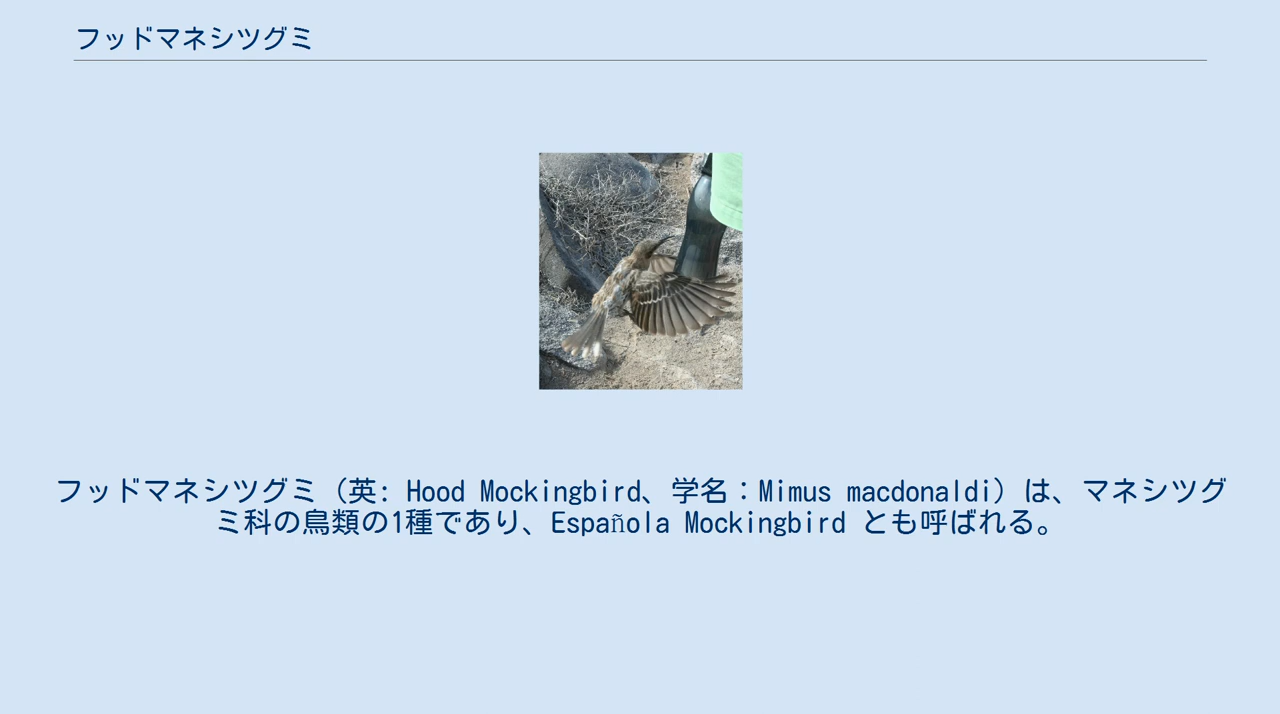 フッドマネシツグミ
フッドマネシツグミ（英: Hood Mockingbird、学名：Mimus macdonaldi）は、マネシツグ
ミ科の鳥類の1種であり、Española Mockingbird とも呼ばれる。